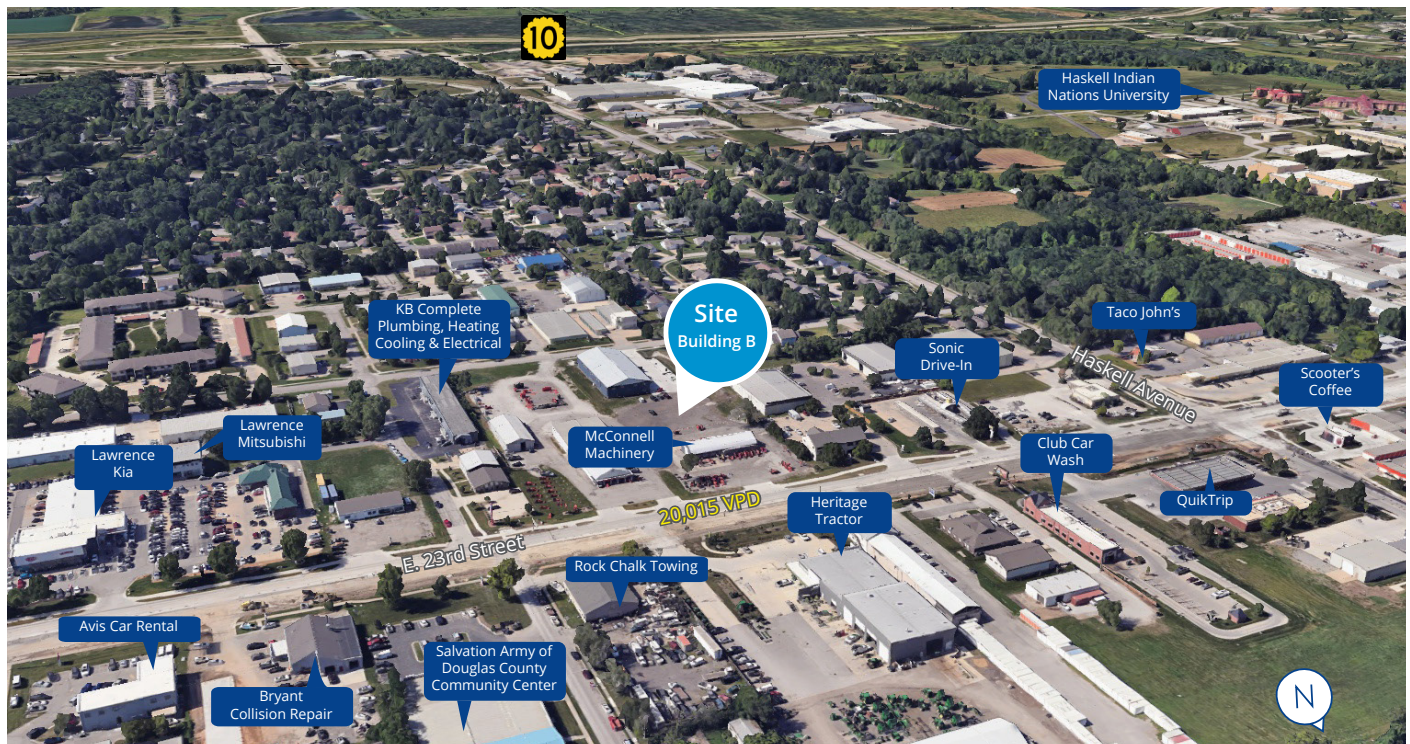 10
Haskell Indian
Nations University
Site
Building B
KB Complete
Plumbing, Heating
Cooling & Electrical
Taco John’s
Sonic
Drive-In
Haskell Avenue
Scooter’s
Coffee
Lawrence
Mitsubishi
McConnell
Machinery
Club Car
Wash
Lawrence
Kia
QuikTrip
20,015 VPD
Heritage
Tractor
E. 23rd Street
Rock Chalk Towing
Avis Car Rental
Salvation Army of
Douglas County
Community Center
Bryant
Collision Repair
N